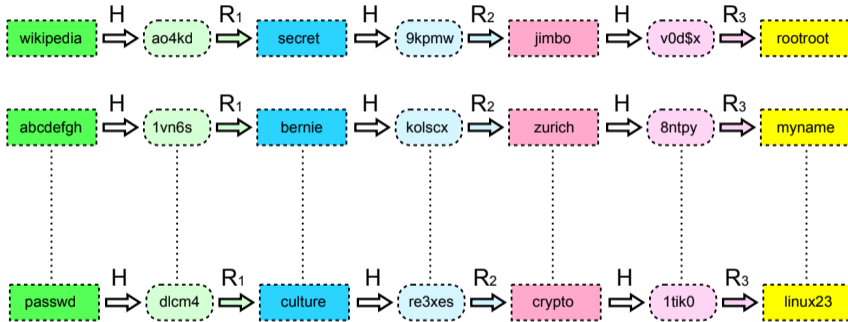 H R1 H R2 H R3
wikipedia ao4kd secret 9kpmw jimbo v0d$x rootroot
H R1 H R2 H R3
abcdefgh 1vn6s bernie kolscx zurich 8ntpy myname
H R1 H R2 H R3
passwd dlcm4 culture re3xes crypto 1tik0 linux23